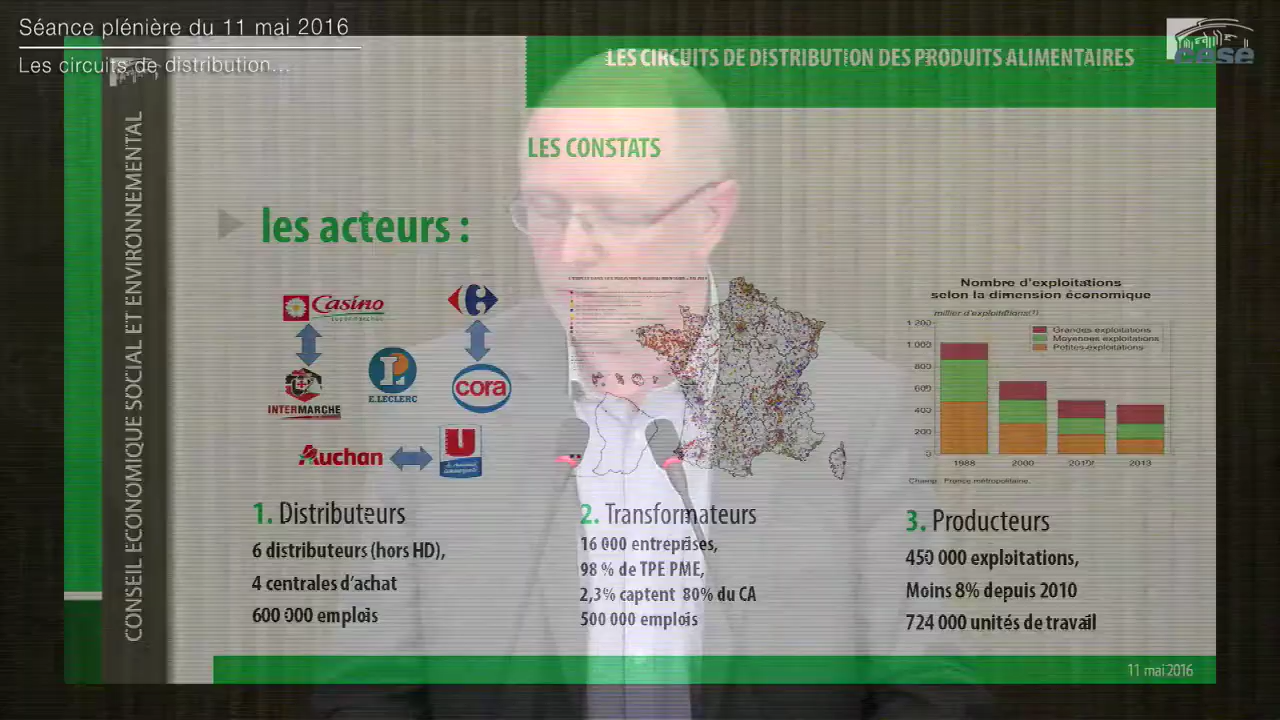 Séance plénière du 11 mai 2016
Les circuits de distribution...
cese
LES CIRCUITS DE DISTRIBUTION DES PRODUITS ALIMENTAIRES
CONSEIL ECONOMIQUE SOCIAL ET ENVIRONNEMENTAL
LES CONSTATS
les acteurs :
Casino
INTERMARCHE
E.LECLERC
cora
Auchan
U
Nombre d'exploitations
selon la dimension économique
millier d'exploitations(1)
1 200
1 000
800
600
400
200
0
Grandes exploitations
Moyennes exploitations
Petites exploitations
1988
2000
2010
2013
Champ : France métropolitaine.
1. Distributeurs
6 distributeurs (hors HD),
4 centrales d'achat
600 000 emplois
2. Transformateurs
16 000 entreprises,
98 % de TPE PME,
2,3% captent 80% du CA
500 000 emplois
3. Producteurs
450 000 exploitations,
Moins 8% depuis 2010
724 000 unités de travail
11 mai 2016